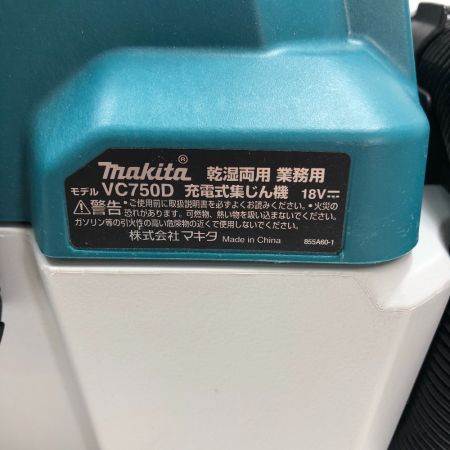 makita® 乾湿両用 業務用
モデル VC750D 充電式集じん機 18V⎓
⚠警告 •ご使用前に取扱説明書を必ずよくお読みください。•火災の
恐れがあります。可燃物、熱い物を吸い込まないでください。
ガソリン等の引火性の高い危険物の近くで使用しないでください。
株式会社マキタ Made in China 855A60-1